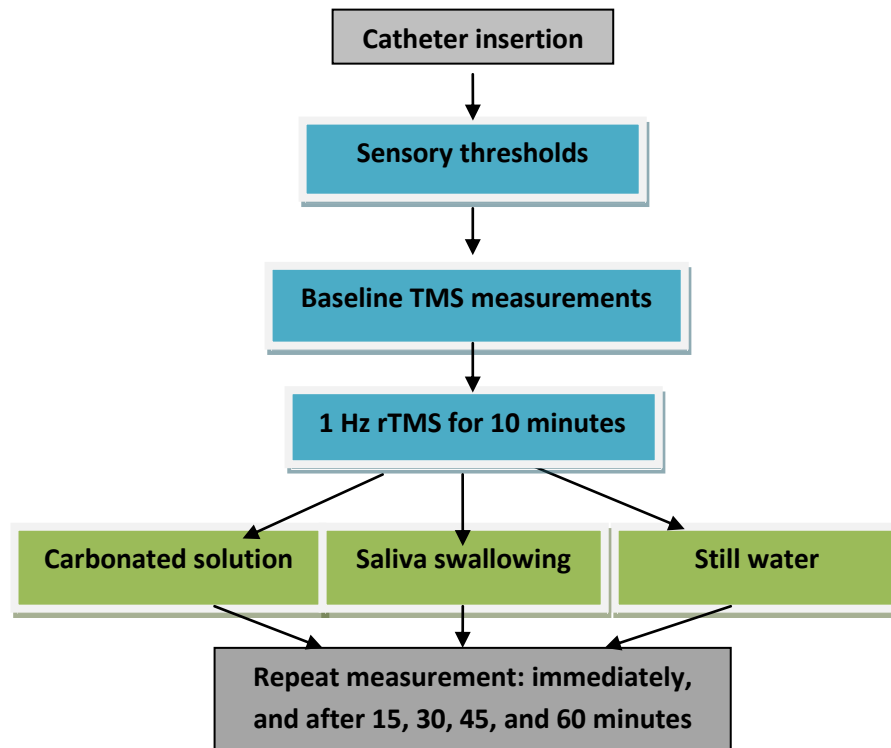 Catheter insertion
Sensory thresholds
Baseline TMS measurements
1 Hz rTMS for 10 minutes
Carbonated solution
Saliva swallowing
Still water
Repeat measurement: immediately,
and after 15, 30, 45, and 60 minutes